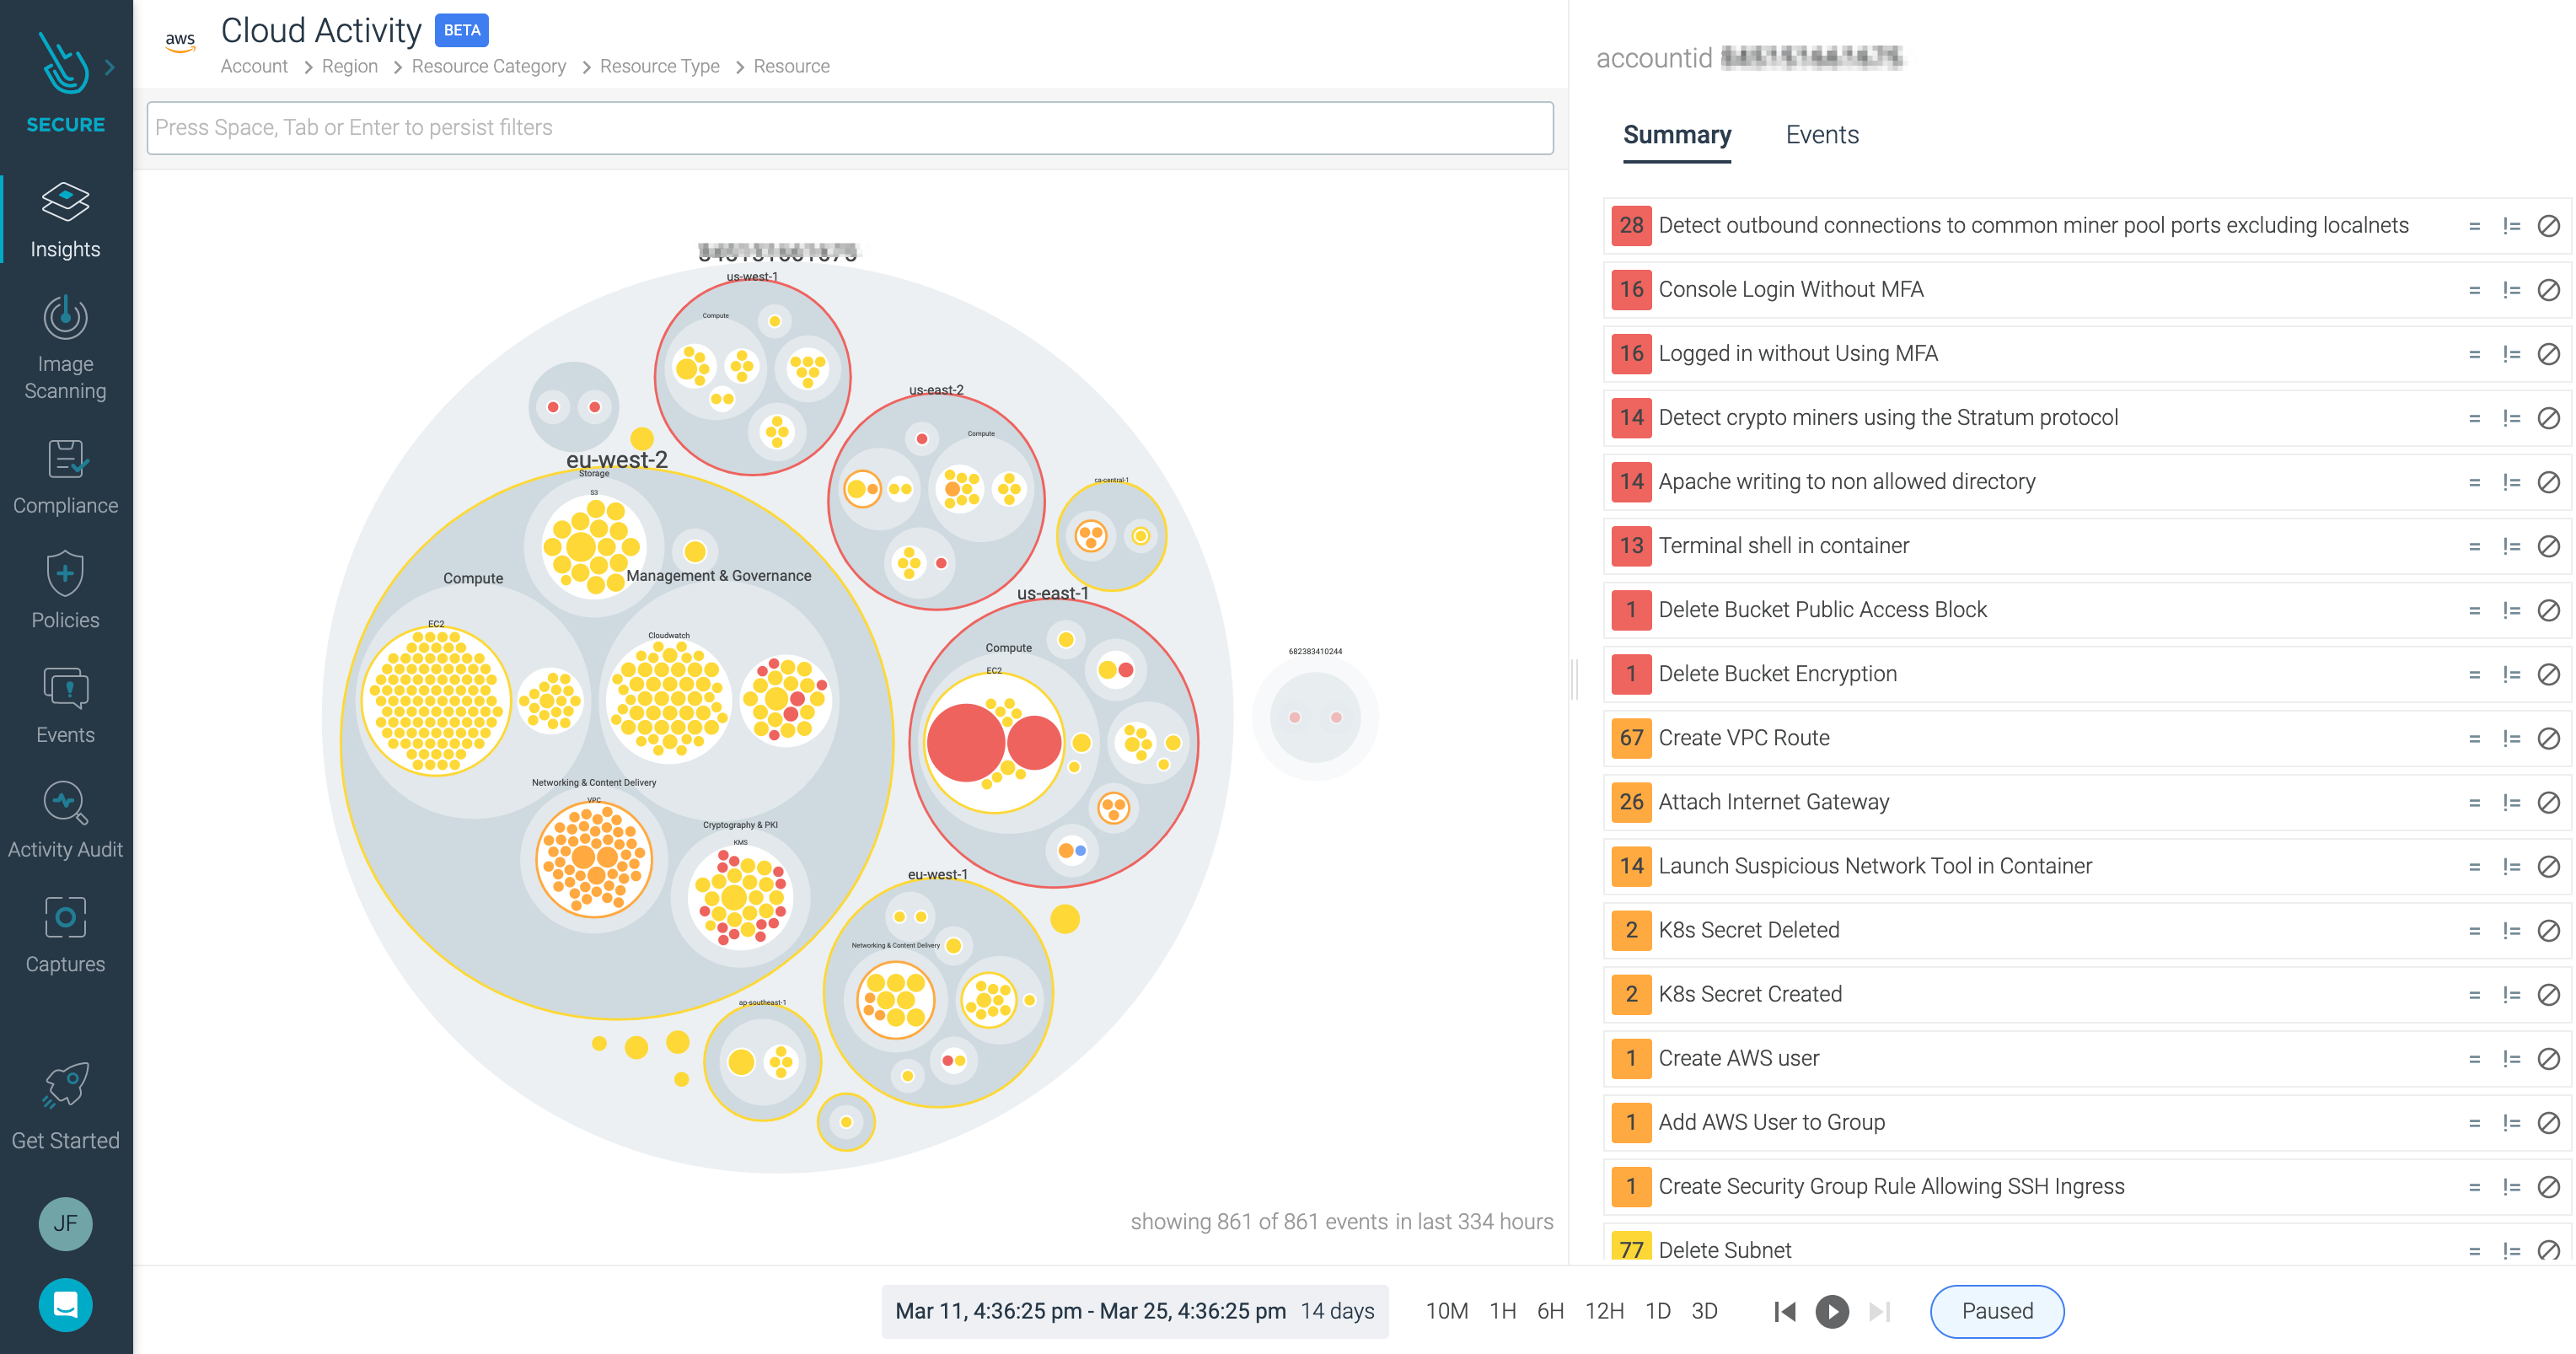 SECURE
Insights
Image
Scanning
Compliance
Policies
Events
Activity Audit
Captures
Get Started
JF
aws
Cloud Activity BETA
Account > Region > Resource Category > Resource Type > Resource
Press Space, Tab or Enter to persist filters
us-west-1
Compute
us-east-2
Compute
eu-west-2
Storage
S3
ca-central-1
Compute
Management & Governance
us-east-1
EC2
Cloudwatch
Compute
EC2
682383410244
Networking & Content Delivery
VPC
Cryptography & PKI
KMS
eu-west-1
Networking & Content Delivery
ap-southeast-1
showing 861 of 861 events in last 334 hours
accountid
Summary Events
28 Detect outbound connections to common miner pool ports excluding localnets = !=
16 Console Login Without MFA = !=
16 Logged in without Using MFA = !=
14 Detect crypto miners using the Stratum protocol = !=
14 Apache writing to non allowed directory = !=
13 Terminal shell in container = !=
1 Delete Bucket Public Access Block = !=
1 Delete Bucket Encryption = !=
67 Create VPC Route = !=
26 Attach Internet Gateway = !=
14 Launch Suspicious Network Tool in Container = !=
2 K8s Secret Deleted = !=
2 K8s Secret Created = !=
1 Create AWS user = !=
1 Add AWS User to Group = !=
1 Create Security Group Rule Allowing SSH Ingress = !=
77 Delete Subnet = !=
Mar 11, 4:36:25 pm - Mar 25, 4:36:25 pm 14 days 10M 1H 6H 12H 1D 3D Paused